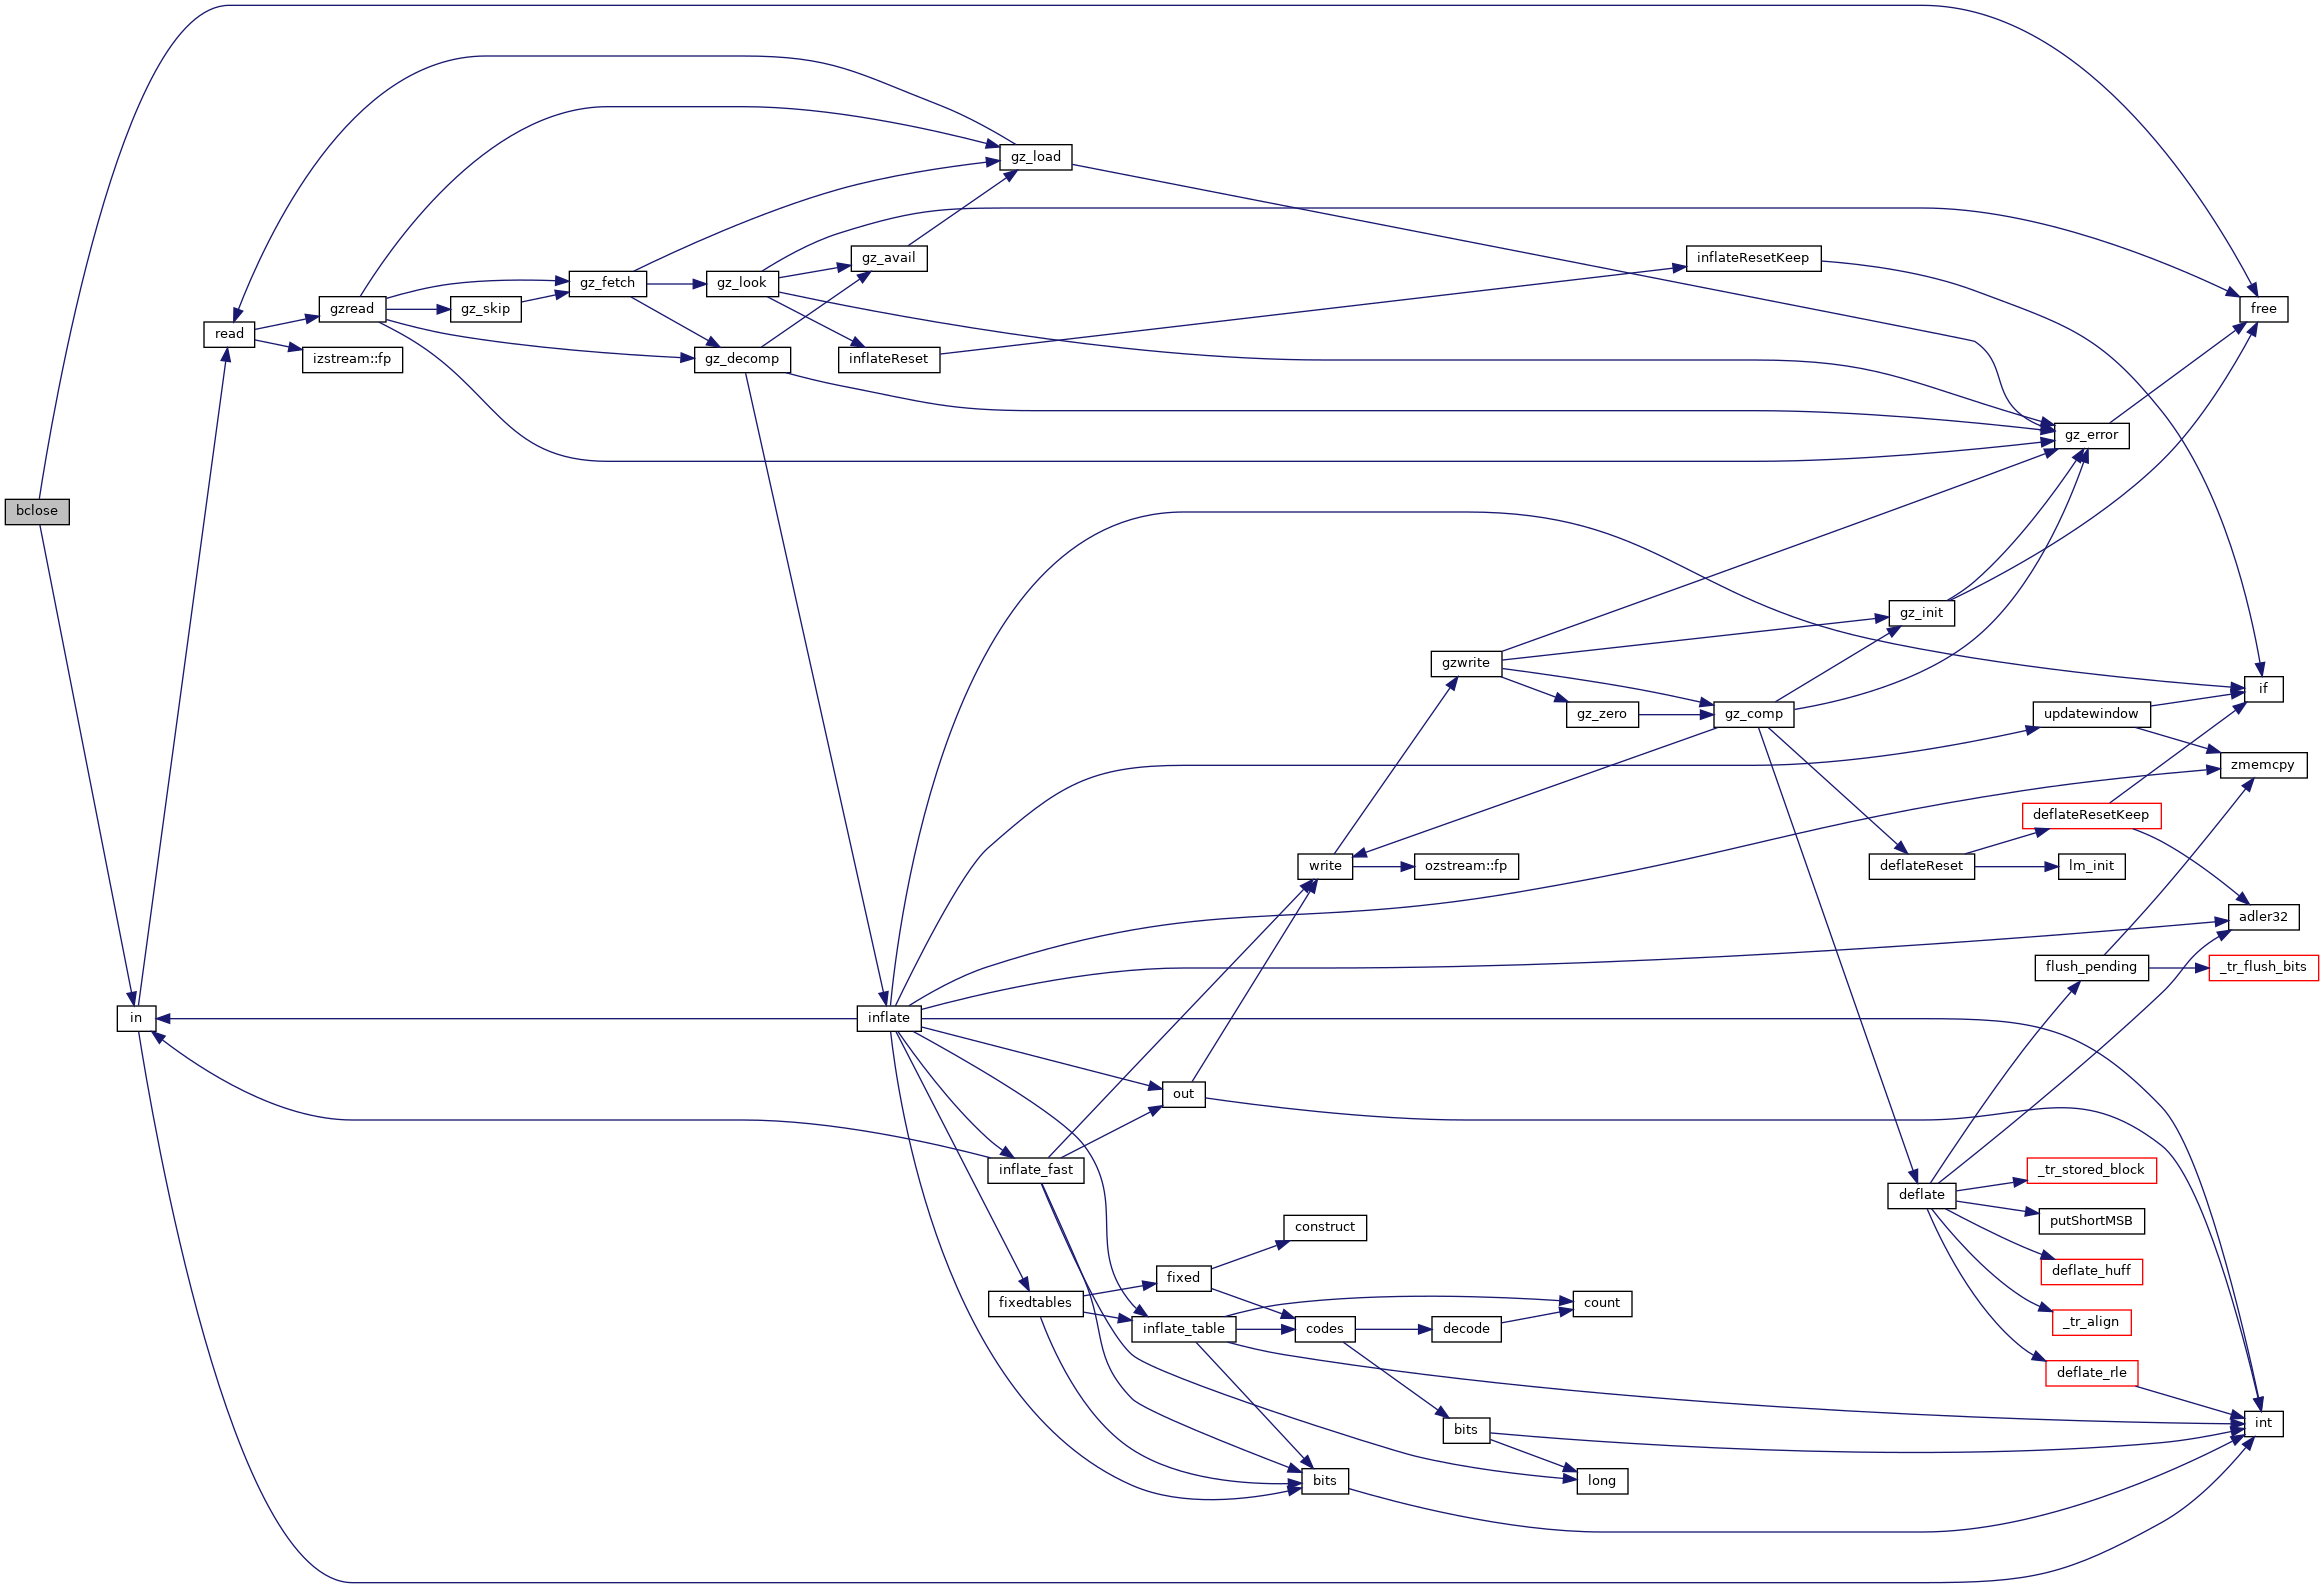 bclose
in
read
gzread
izstream::fp
gz_skip
gz_fetch
gz_look
gz_decomp
gz_avail
inflateReset
gz_load
inflate
inflate_fast
fixedtables
out
fixed
inflate_table
construct
codes
bits
write
ozstream::fp
gzwrite
decode
bits
gz_zero
count
long
inflateResetKeep
gz_comp
gz_init
deflateReset
deflate
gz_error
updatewindow
deflateResetKeep
lm_init
flush_pending
_tr_stored_block
putShortMSB
deflate_huff
_tr_align
deflate_rle
free
if
zmemcpy
adler32
_tr_flush_bits
int